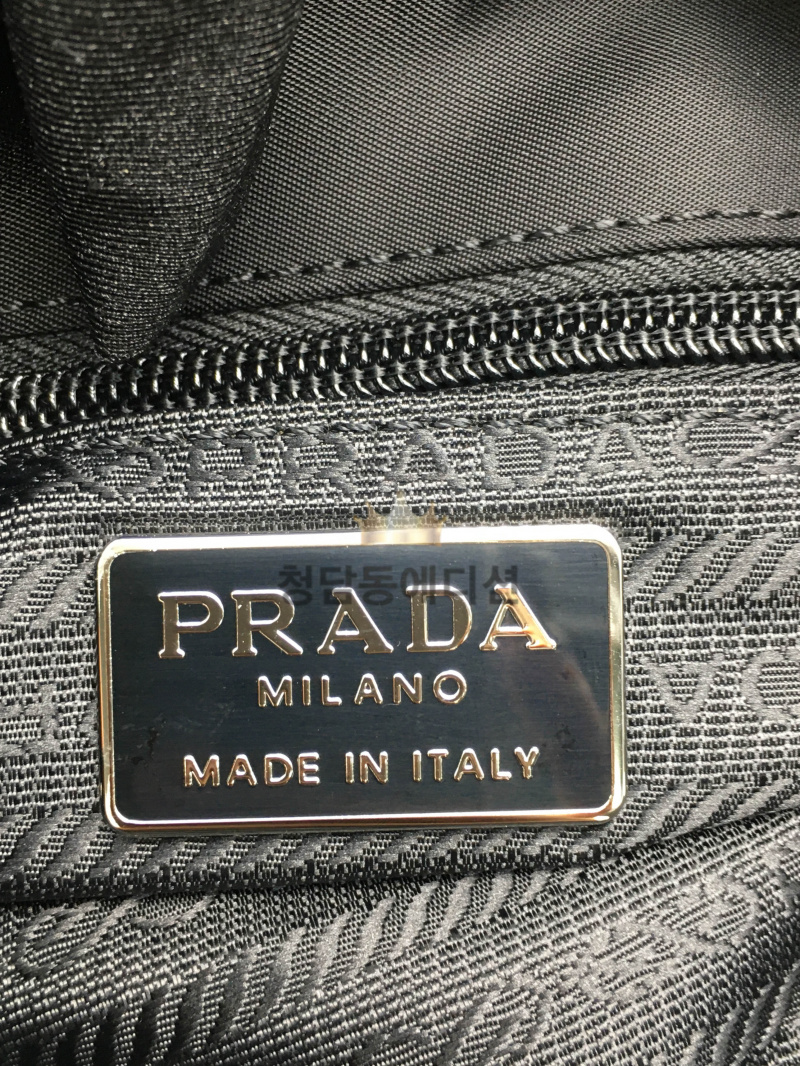 PRADA
청담동에디션
PRADA
MILANO
MADE IN ITALY